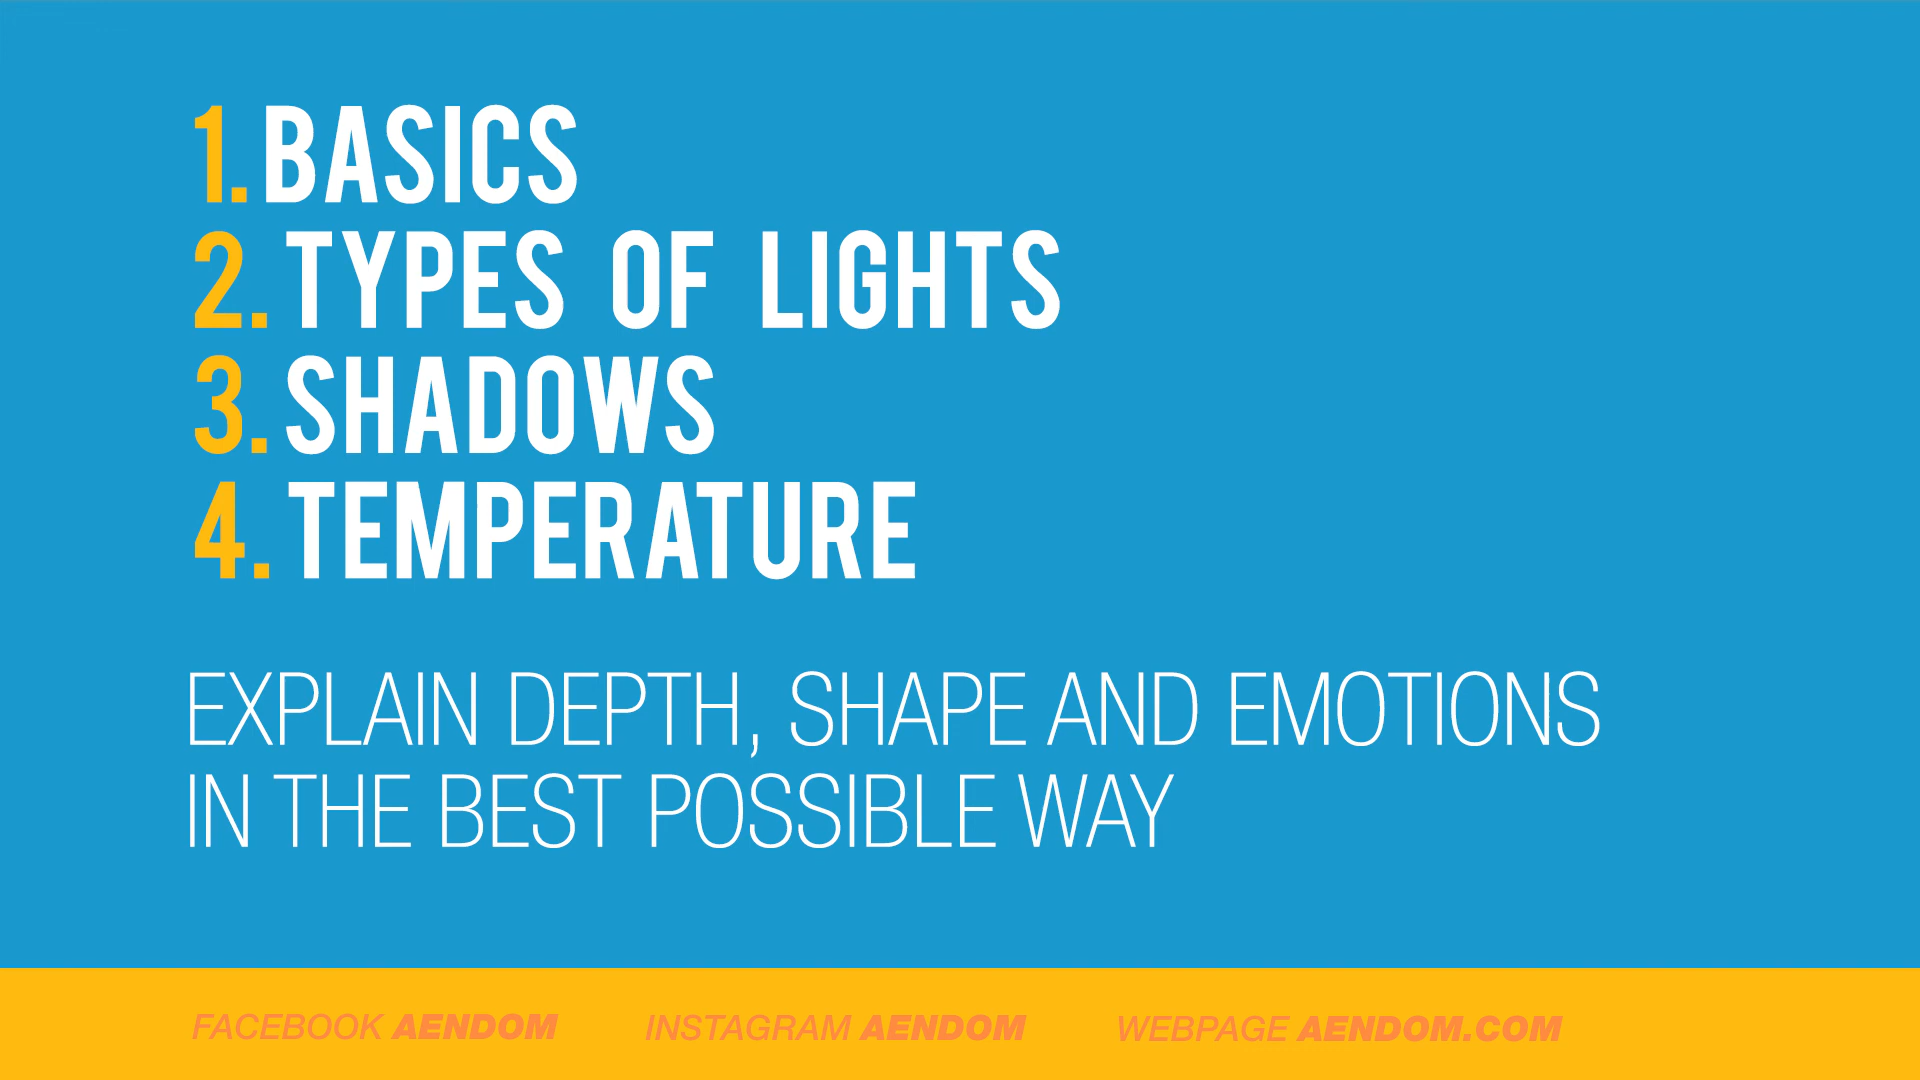 1. BASICS
2. TYPES OF LIGHTS
3. SHADOWS
4. TEMPERATURE
EXPLAIN DEPTH, SHAPE AND EMOTIONS
IN THE BEST POSSIBLE WAY
FACEBOOK AENDOM INSTAGRAM AENDOM WEBPAGE AENDOM.COM